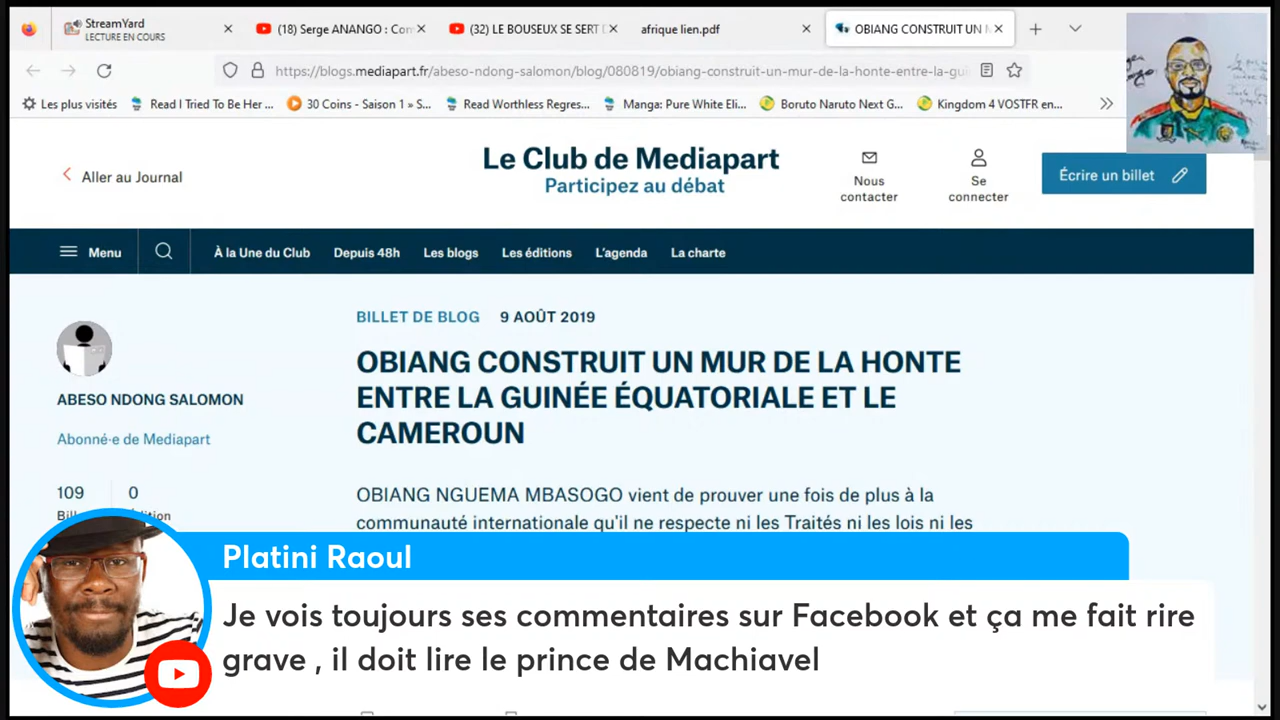 StreamYard
LECTURE EN COURS
(18) Serge ANANGO : Con
(32) LE BOUSEUX SE SERT D
afrique lien.pdf
OBIANG CONSTRUIT UN M
https://blogs.mediapart.fr/abeso-ndong-salomon/blog/080819/obiang-construit-un-mur-de-la-honte-entre-la-gui
Les plus visités
Read I Tried To Be Her ...
30 Coins - Saison 1 » S...
Read Worthless Regres...
Manga: Pure White Eli...
Boruto Naruto Next G...
Kingdom 4 VOSTFR en...
Aller au Journal
Le Club de Mediapart
Participez au débat
Nous
contacter
Se
connecter
Écrire un billet
Menu
À la Une du Club
Depuis 48h
Les blogs
Les éditions
L'agenda
La charte
BILLET DE BLOG 9 AOÛT 2019
OBIANG CONSTRUIT UN MUR DE LA HONTE
ENTRE LA GUINÉE ÉQUATORIALE ET LE
CAMEROUN
ABESO NDONG SALOMON
Abonné·e de Mediapart
109 0
OBIANG NGUEMA MBASOGO vient de prouver une fois de plus à la
communauté internationale qu'il ne respecte ni les Traités ni les lois ni les
Platini Raoul
Je vois toujours ses commentaires sur Facebook et ça me fait rire
grave , il doit lire le prince de Machiavel